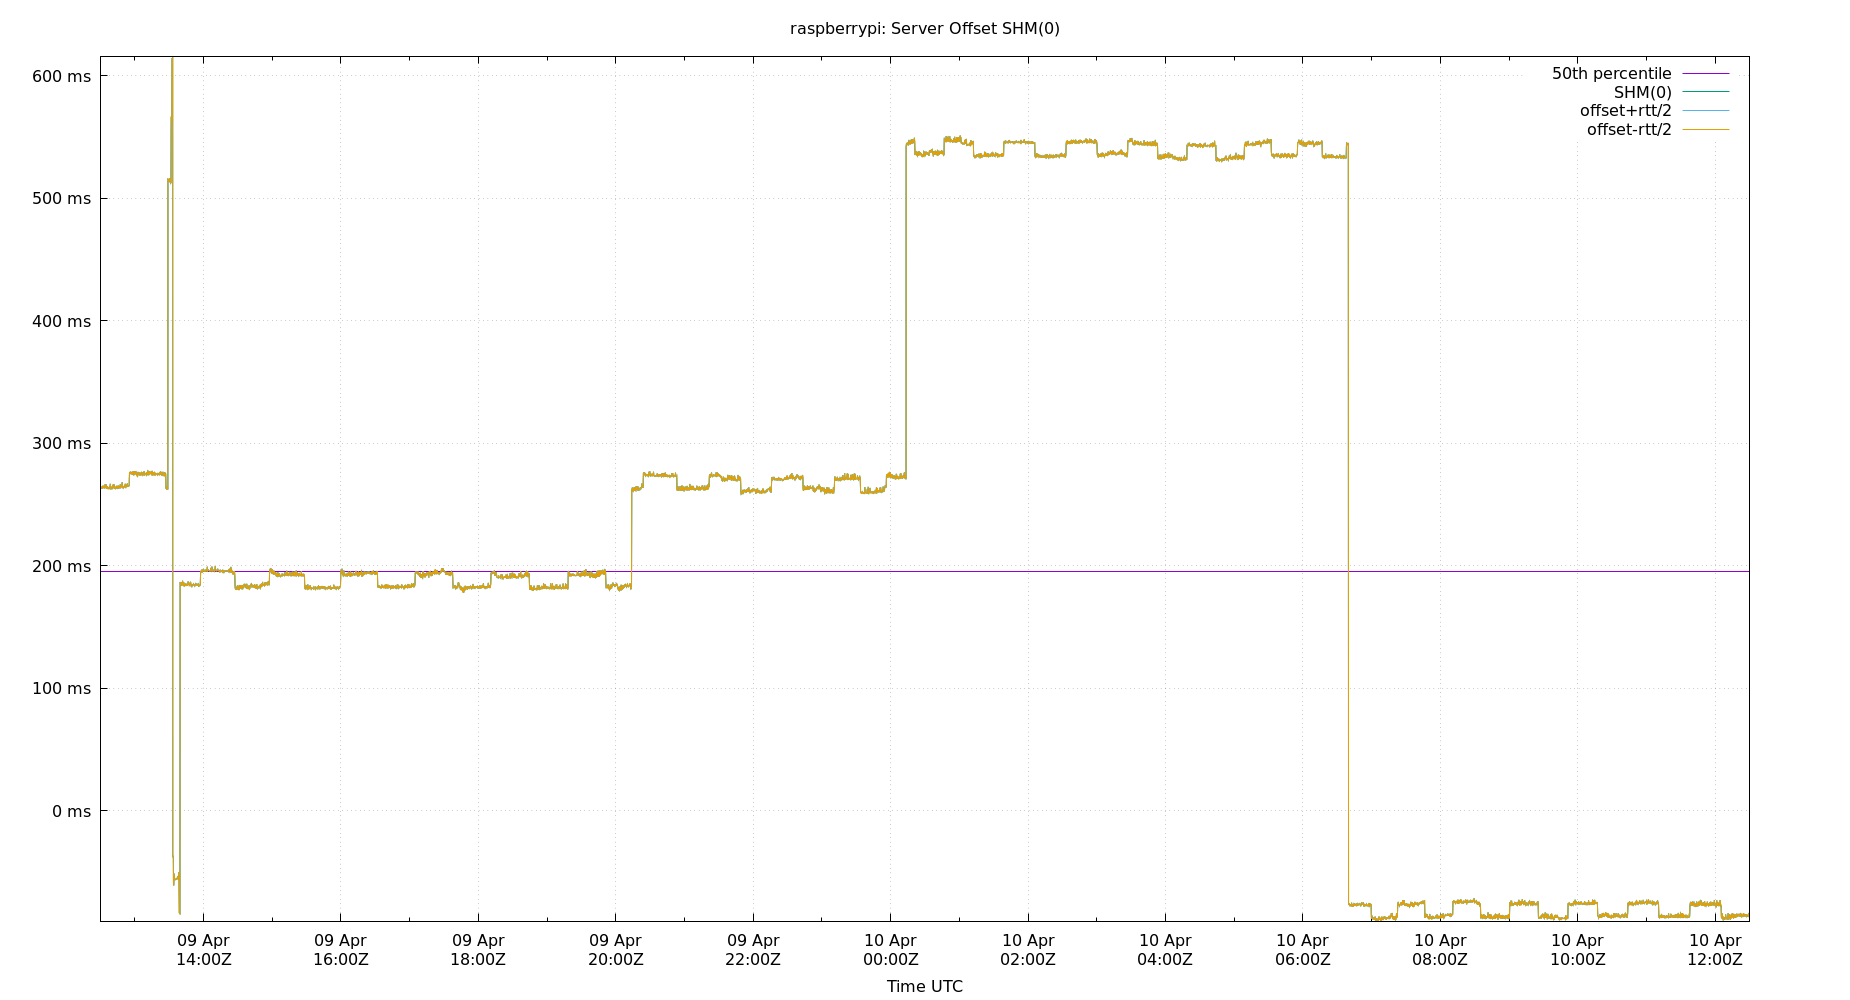 raspberrypi: Server Offset SHM(0)
50th percentile
SHM(0)
offset+rtt/2
offset-rtt/2
600 ms
500 ms
400 ms
300 ms
200 ms
100 ms
0 ms
09 Apr 09 Apr 09 Apr 09 Apr 09 Apr 10 Apr 10 Apr 10 Apr 10 Apr 10 Apr 10 Apr 10 Apr
14:00Z 16:00Z 18:00Z 20:00Z 22:00Z 00:00Z 02:00Z 04:00Z 06:00Z 08:00Z 10:00Z 12:00Z
Time UTC